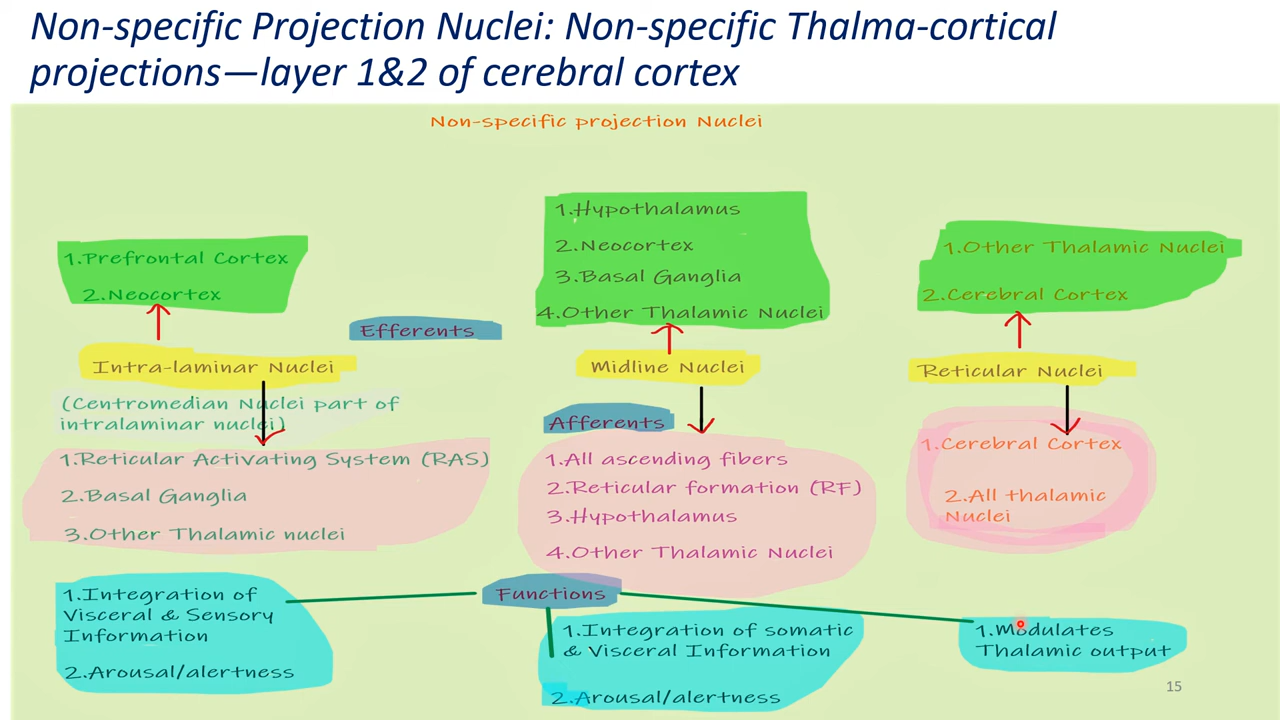 Non-specific Projection Nuclei: Non-specific Thalma-cortical
projections—layer 1&2 of cerebral cortex
Non-specific projection Nuclei
1.Prefrontal Cortex
2.Neocortex
1.Hypothalamus
2.Neocortex
3.Basal Ganglia
4.Other Thalamic Nuclei
1.Other Thalamic Nuclei
2.Cerebral Cortex
Efferents
Intra-laminar Nuclei
(Centromedian Nuclei part of
intralaminar nuclei)
Midline Nuclei
Reticular Nuclei
Afferents
1.Reticular Activating System (RAS)
2.Basal Ganglia
3.Other Thalamic nuclei
1.All ascending fibers
2.Reticular formation (RF)
3.Hypothalamus
4.Other Thalamic Nuclei
1.Cerebral Cortex
2.All thalamic
Nuclei
Functions
1.Integration of
Visceral & Sensory
Information
2.Arousal/alertness
1.Integration of somatic
& Visceral Information
2.Arousal/alertness
1.Modulates
Thalamic output
15